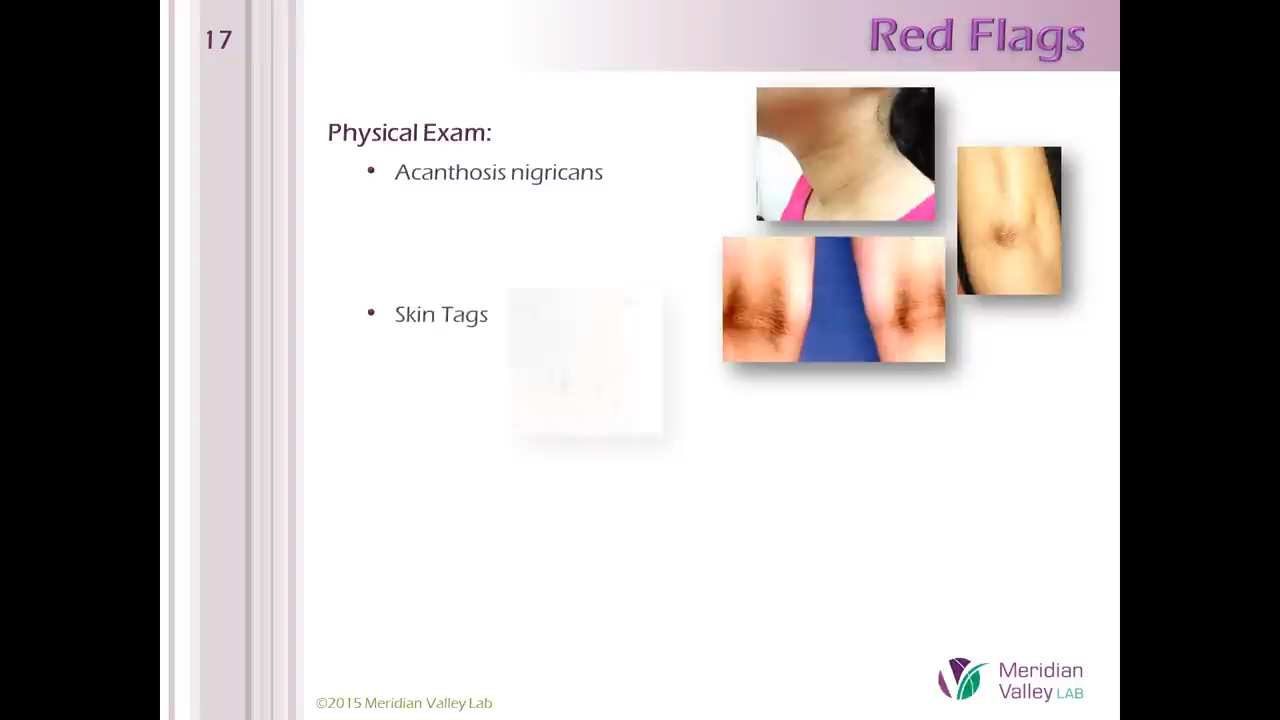 17
Red Flags
Physical Exam:
• Acanthosis nigricans
• Skin Tags
©2015 Meridian Valley Lab
Meridian
Valley LAB